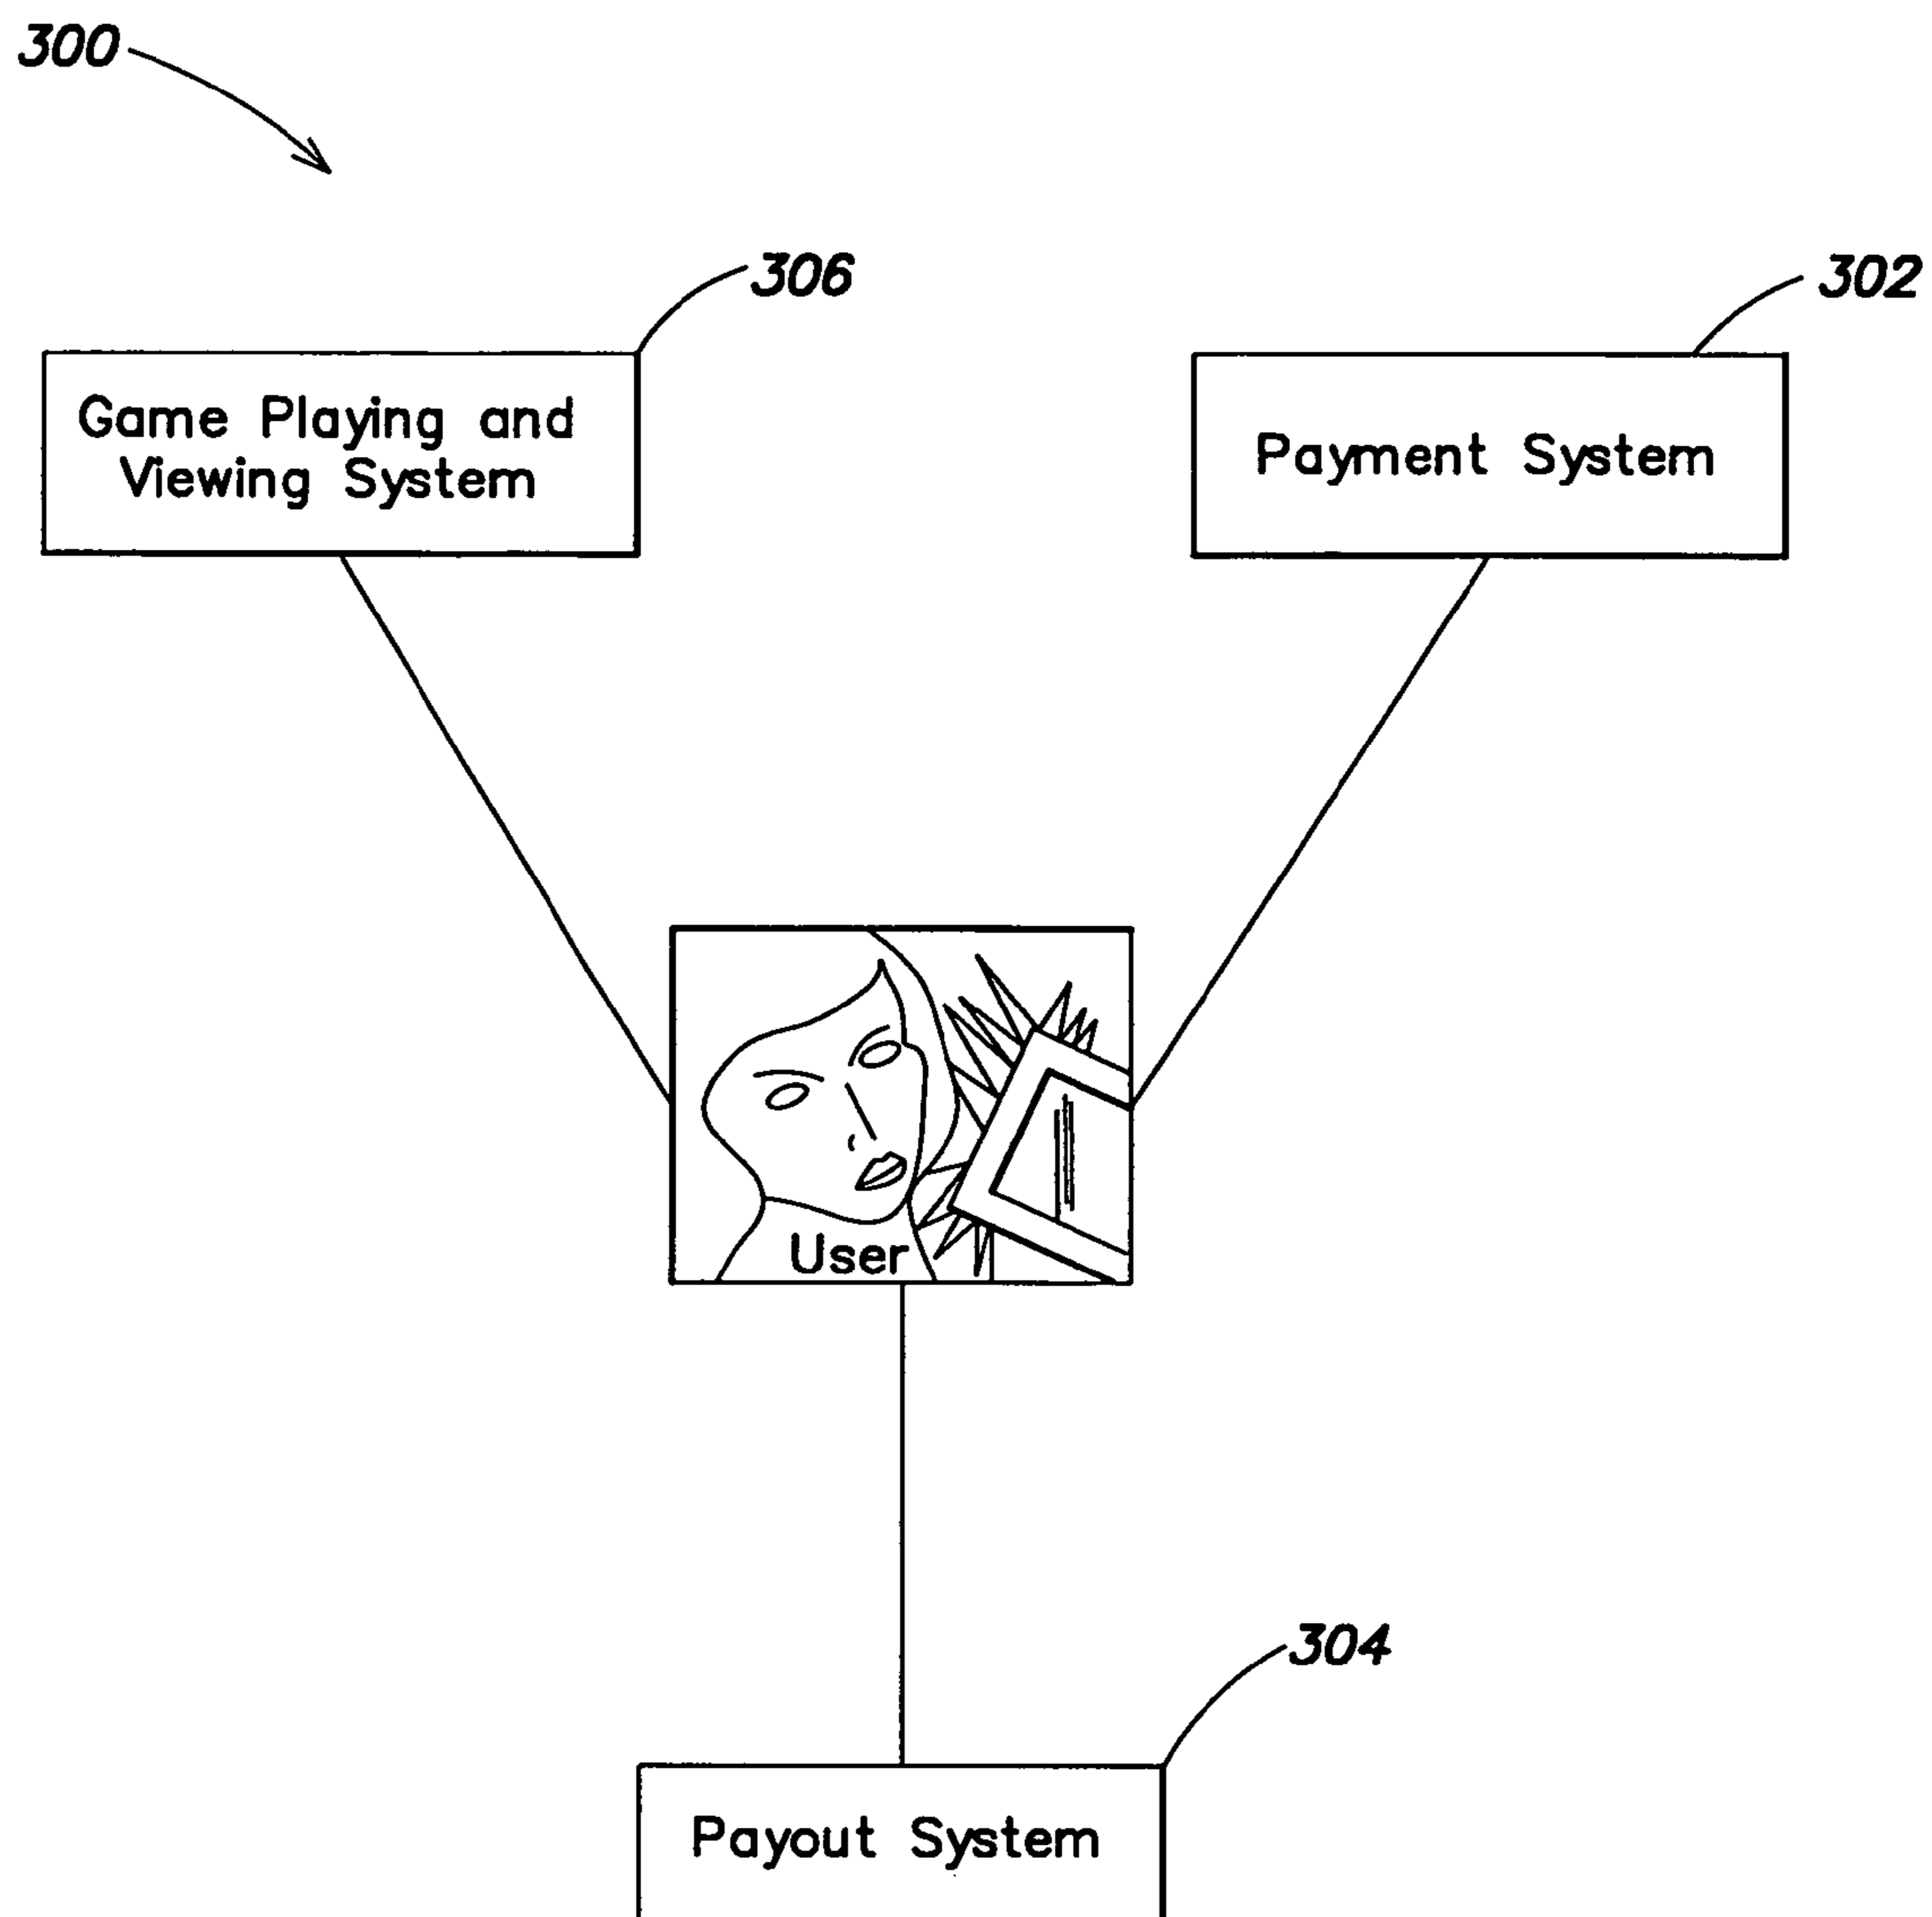 300
306
302
Game Playing and
Viewing System
Payment System
User
304
Payout System